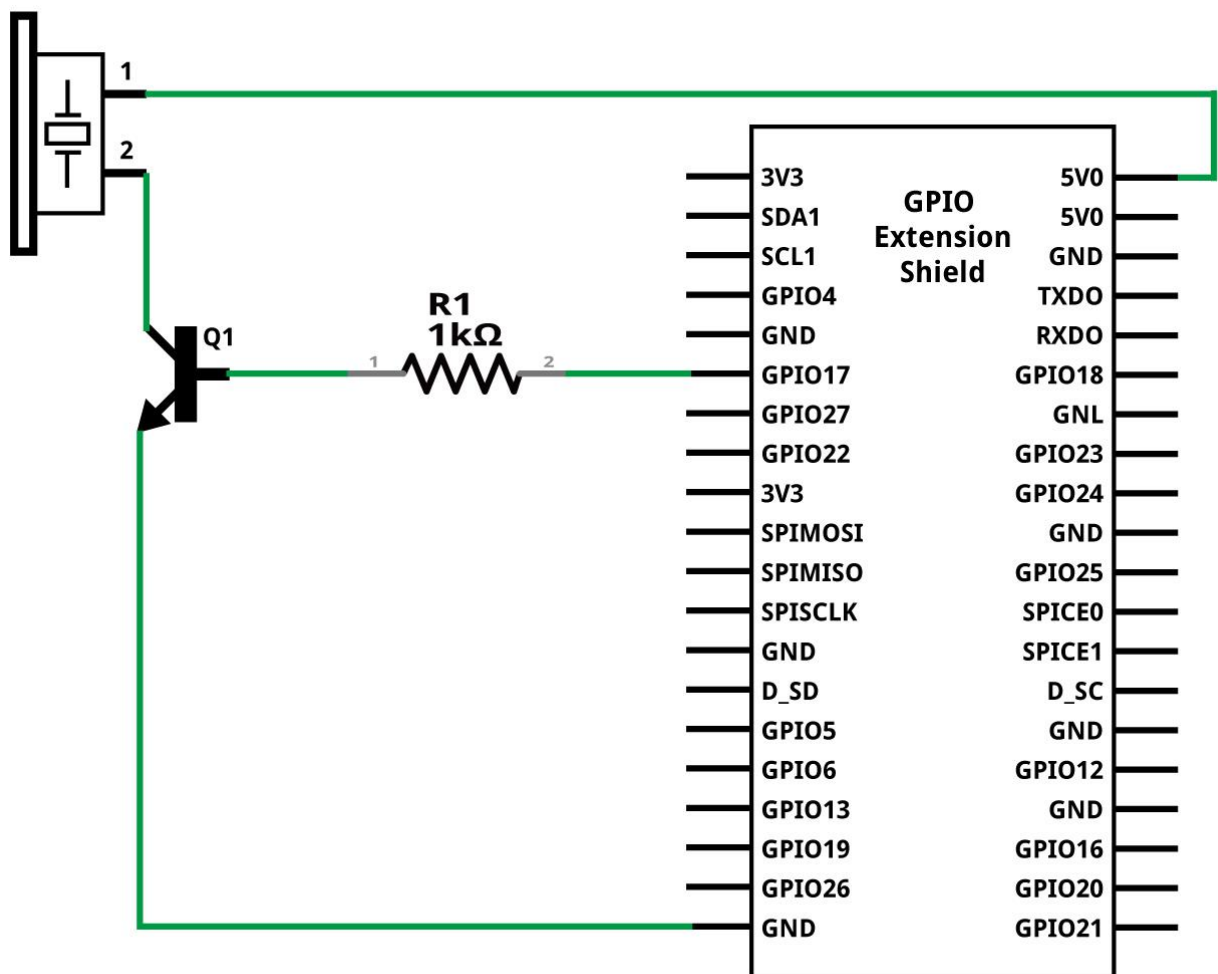 1
2
Q1
R1
1kΩ
1
2
GPIO
Extension
Shield
3V3
SDA1
SCL1
GPIO4
GND
GPIO17
GPIO27
GPIO22
3V3
SPIMOSI
SPIMISO
SPISCLK
GND
D_SD
GPIO5
GPIO6
GPIO13
GPIO19
GPIO26
GND
5V0
5V0
GND
TXDO
RXDO
GPIO18
GNL
GPIO23
GPIO24
GND
GPIO25
SPICE0
SPICE1
D_SC
GND
GPIO12
GND
GPIO16
GPIO20
GPIO21